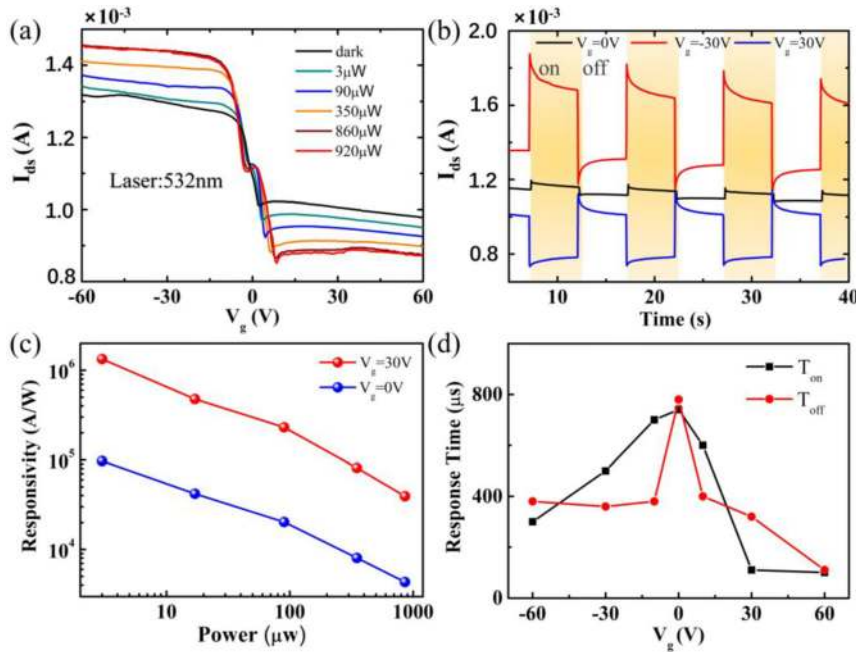 (a)
×10⁻³
I_ds (A)
1.4
1.2
1.0
0.8
dark
3μW
90μW
350μW
860μW
920μW
Laser:532nm
-60 -30 0 30 60
V_g (V)
(b)
×10⁻³
I_ds (A)
2.0
1.6
1.2
0.8
V_g=0V V_g=-30V V_g=30V
on off
10 20 30 40
Time (s)
(c)
Responsivity (A/W)
10⁶
10⁵
10⁴
V_g=30V
V_g=0V
10 100 1000
Power (μw)
(d)
Response Time (μs)
800
400
0
T_on
T_off
-60 -30 0 30 60
V_g (V)